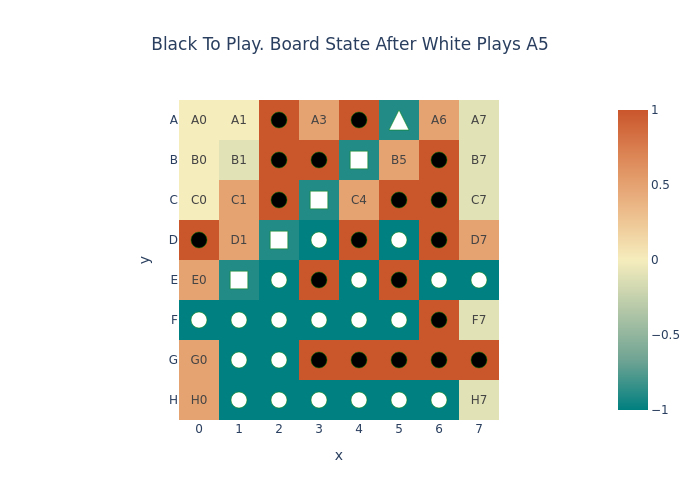 Black To Play. Board State After White Plays A5
A A0 A1 A3 A6 A7
B B0 B1 B5 B7
C C0 C1 C4 C7
D D1 D7
E E0
F F7
G G0
H H0 H7
0 1 2 3 4 5 6 7
x
y
1
0.5
0
−0.5
−1